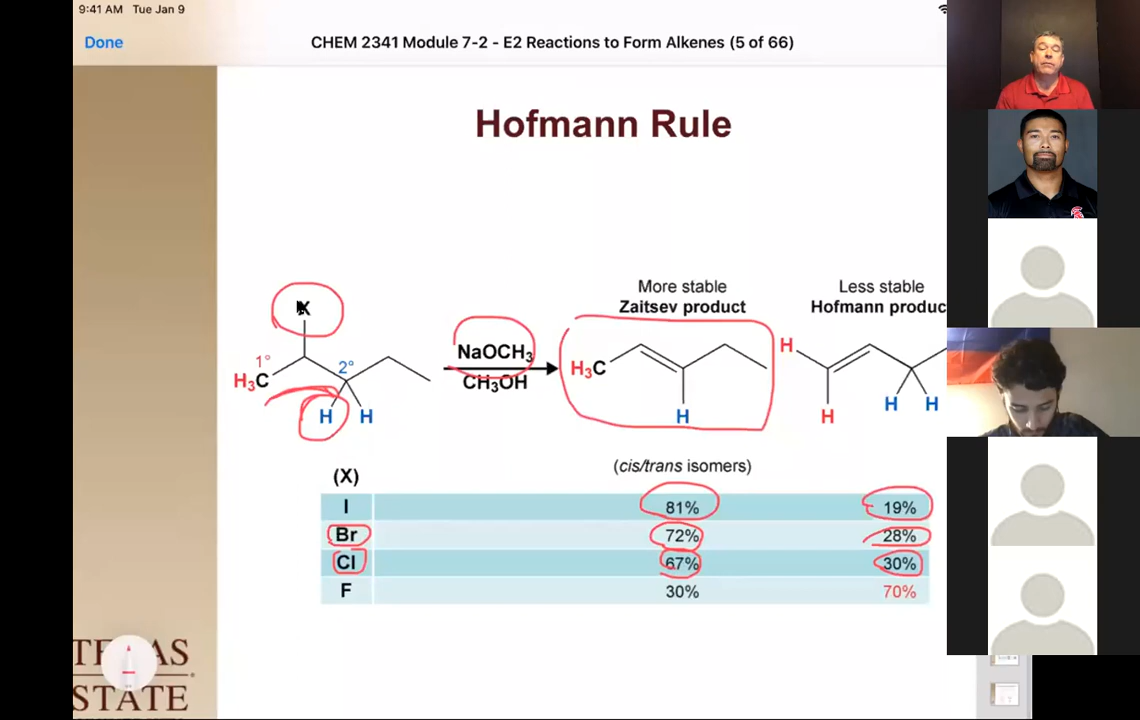 9:41 AM Tue Jan 9
Done
CHEM 2341 Module 7-2 - E2 Reactions to Form Alkenes (5 of 66)
Hofmann Rule
More stable
Zaitsev product
Less stable
Hofmann produc
X
1°
2°
H₃C
H
H
NaOCH₃
CH₃OH
H₃C
H
H
H
H
H
(cis/trans isomers)
(X)
I 81% 19%
Br 72% 28%
Cl 67% 30%
F 30% 70%
TEXAS
STATE